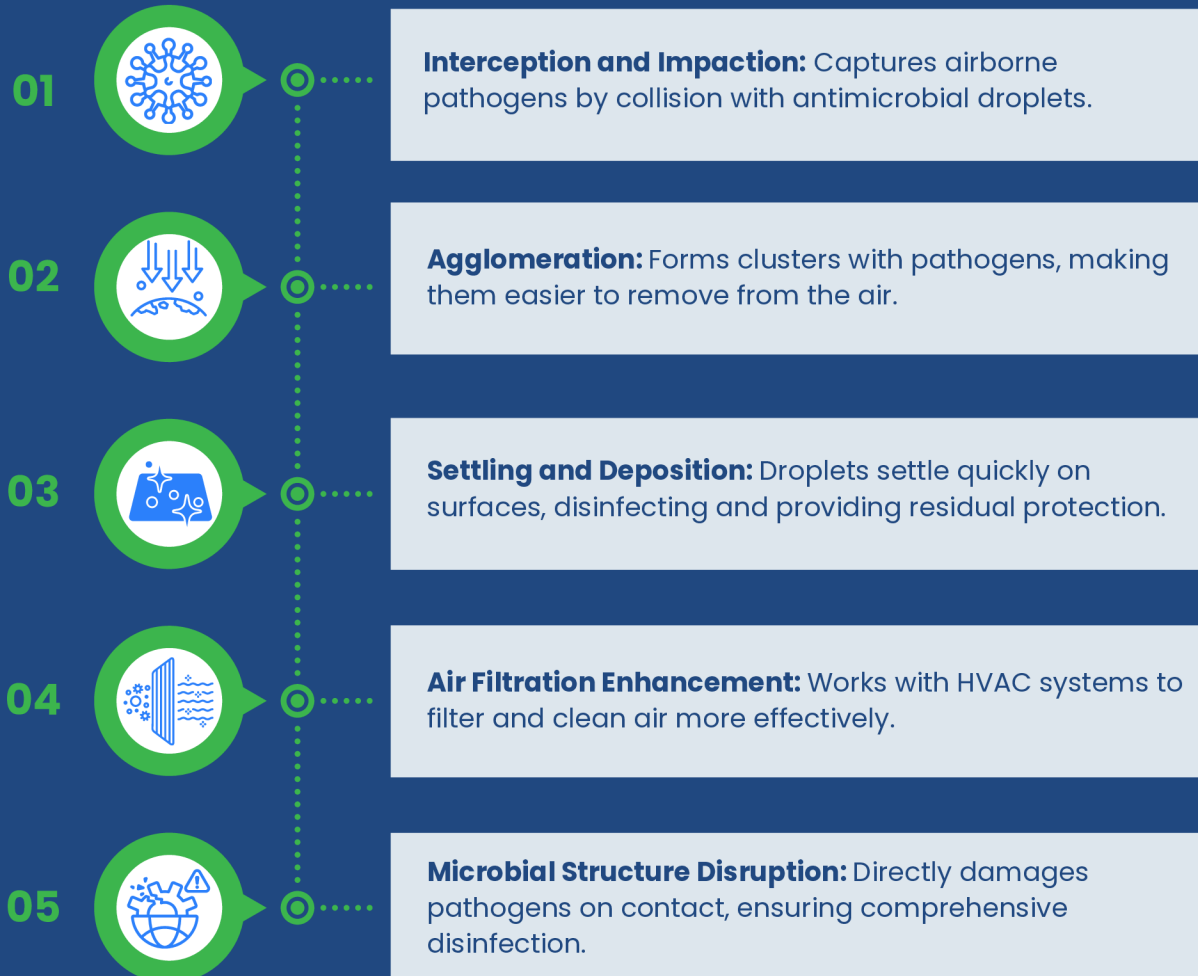 01
Interception and Impaction: Captures airborne
pathogens by collision with antimicrobial droplets.
02
Agglomeration: Forms clusters with pathogens, making
them easier to remove from the air.
03
Settling and Deposition: Droplets settle quickly on
surfaces, disinfecting and providing residual protection.
04
Air Filtration Enhancement: Works with HVAC systems to
filter and clean air more effectively.
05
Microbial Structure Disruption: Directly damages
pathogens on contact, ensuring comprehensive
disinfection.